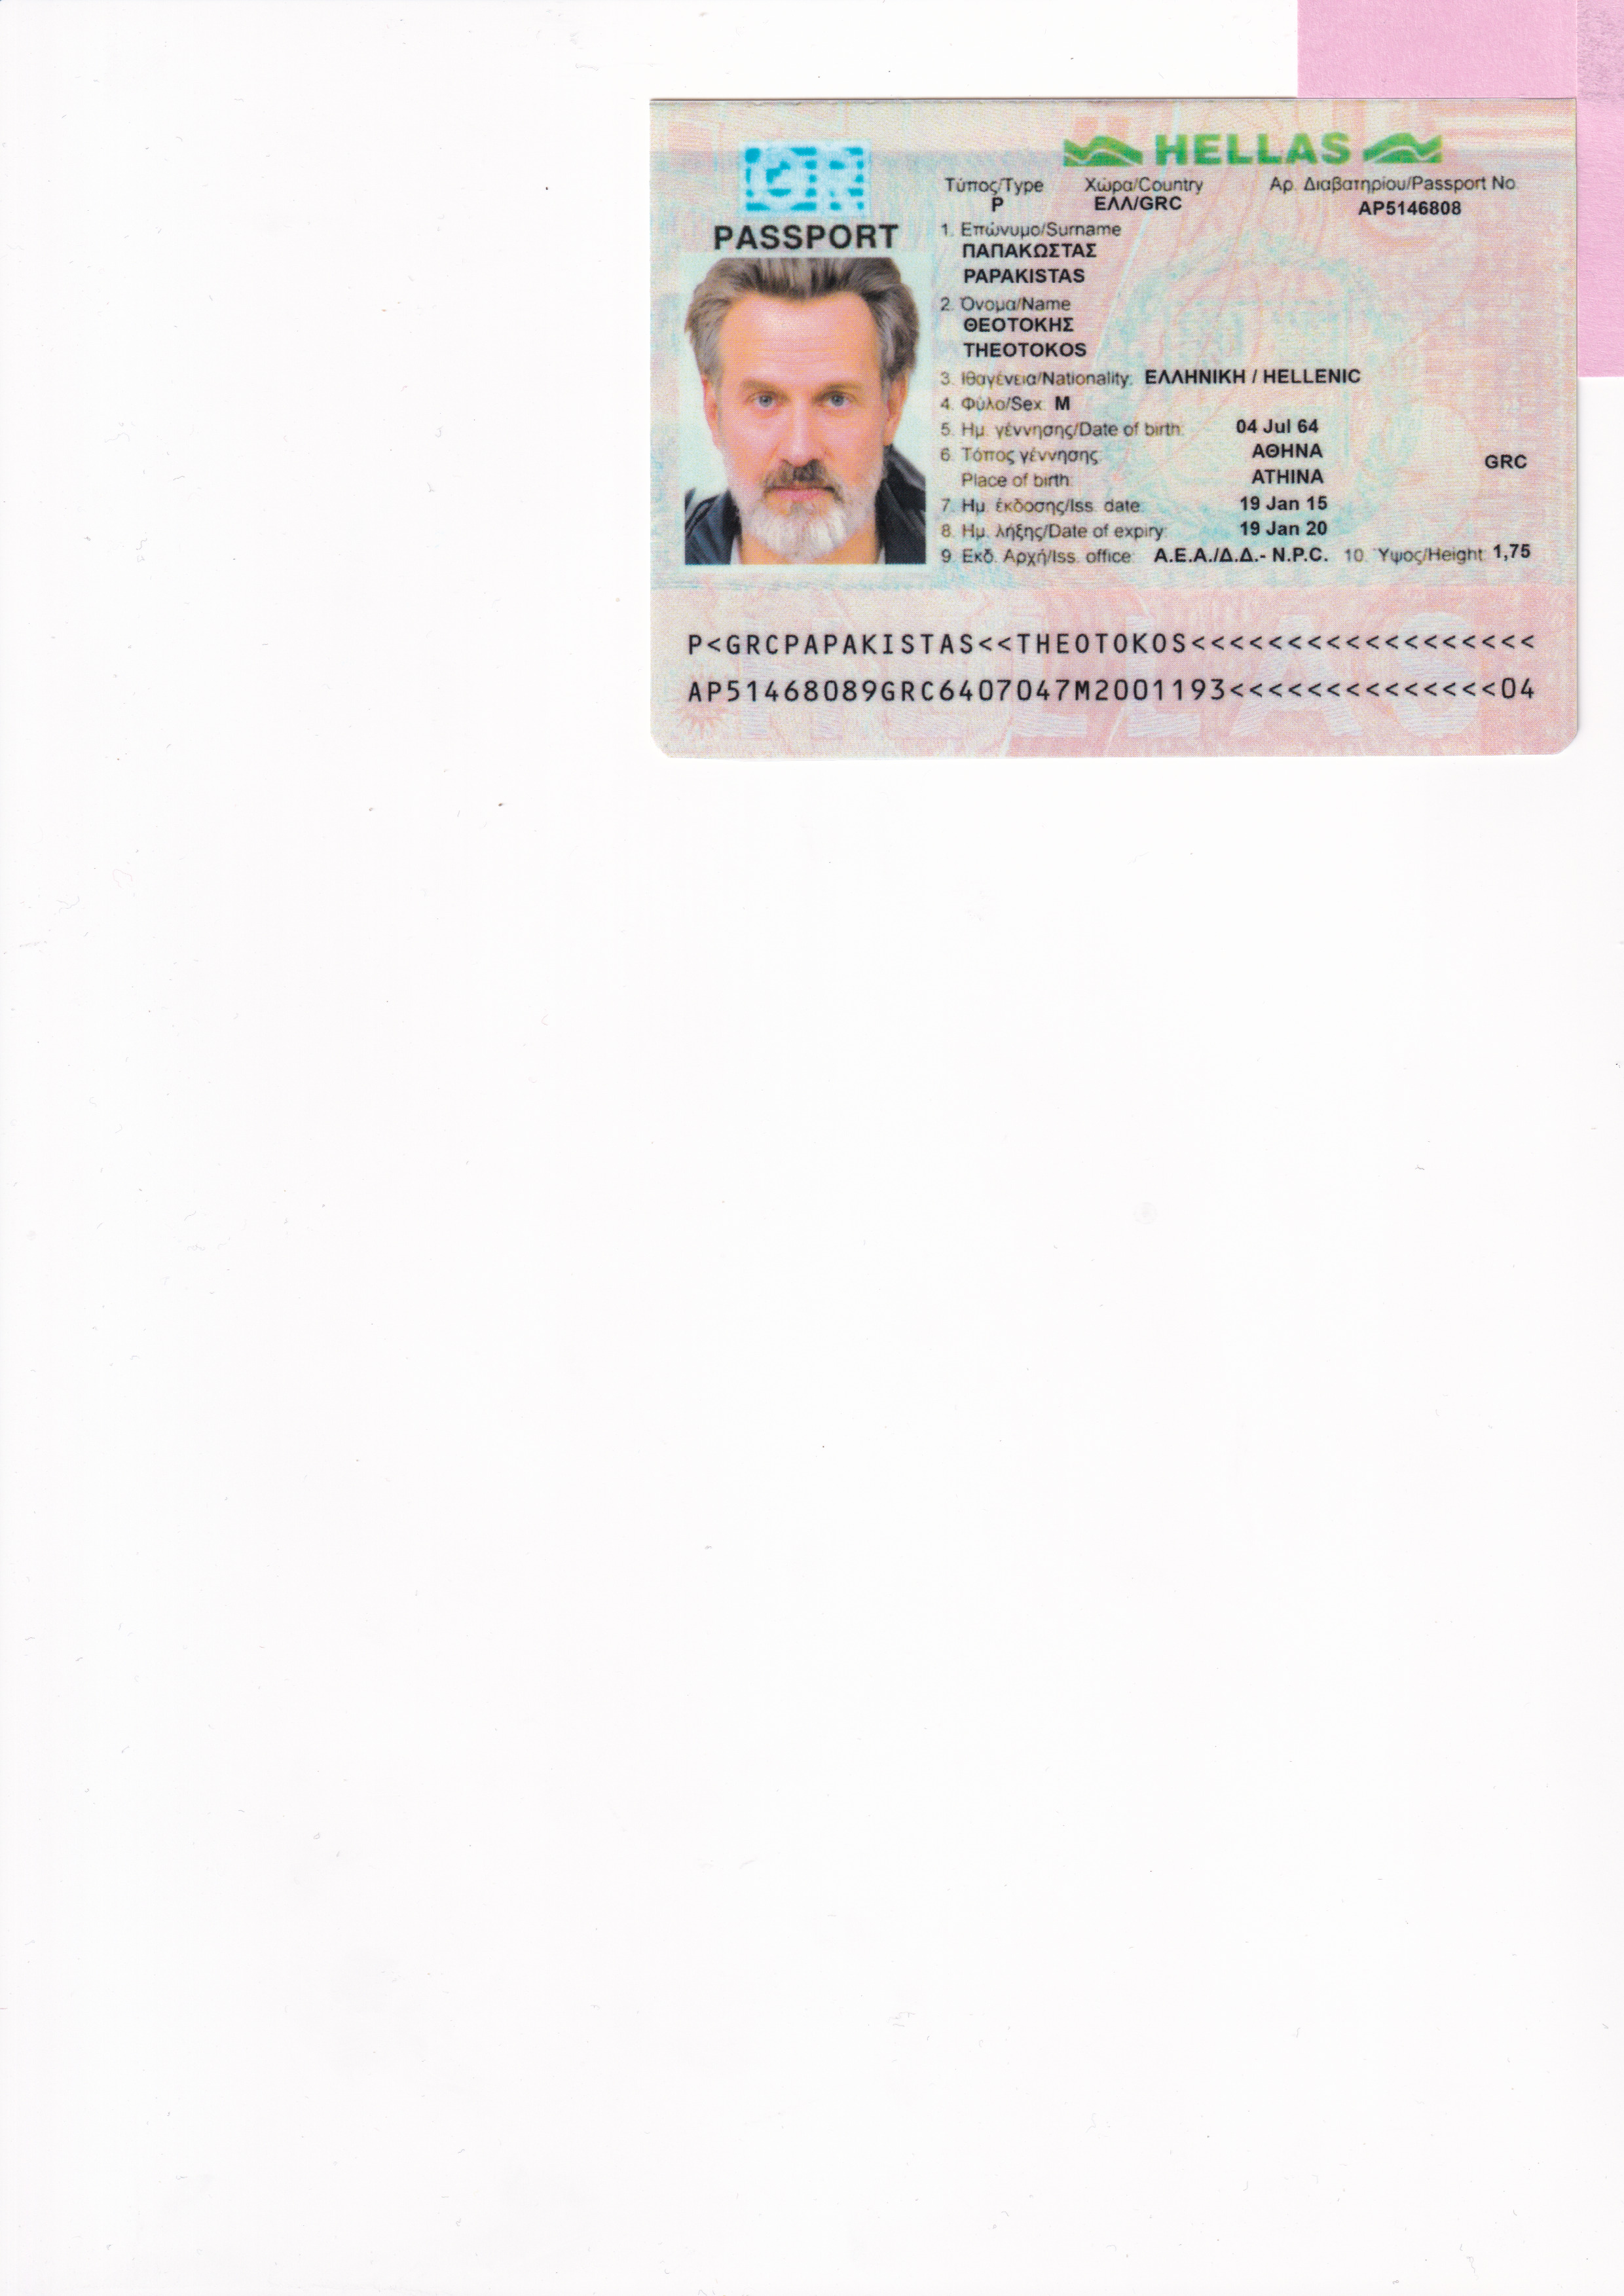 GR
PASSPORT
HELLAS
Τύπος/Type Χώρα/Country Αρ. Διαβατηρίου/Passport No
P ΕΛΛ/GRC AP5146808
1. Επώνυμο/Surname
ΠΑΠΑΚΩΣΤΑΣ
PAPAKISTAS
2. Όνομα/Name
ΘΕΟΤΟΚΗΣ
THEOTOKOS
3. Ιθαγένεια/Nationality: ΕΛΛΗΝΙΚΗ / HELLENIC
4. Φύλο/Sex: M
5. Ημ. γέννησης/Date of birth: 04 Jul 64
6. Τόπος γέννησης: ΑΘΗΝΑ
Place of birth: ATHINA GRC
7. Ημ. έκδοσης/Iss. date: 19 Jan 15
8. Ημ. λήξης/Date of expiry: 19 Jan 20
9. Εκδ. Αρχή/Iss. office: Α.Ε.Α./Δ.Δ.- N.P.C. 10. Ύψος/Height: 1,75
P<GRCPAPAKISTAS<<THEOTOKOS<<<<<<<<<<<<<<<<<<
AP51468089GRC6407047M2001193<<<<<<<<<<<<<<04
HELLAS